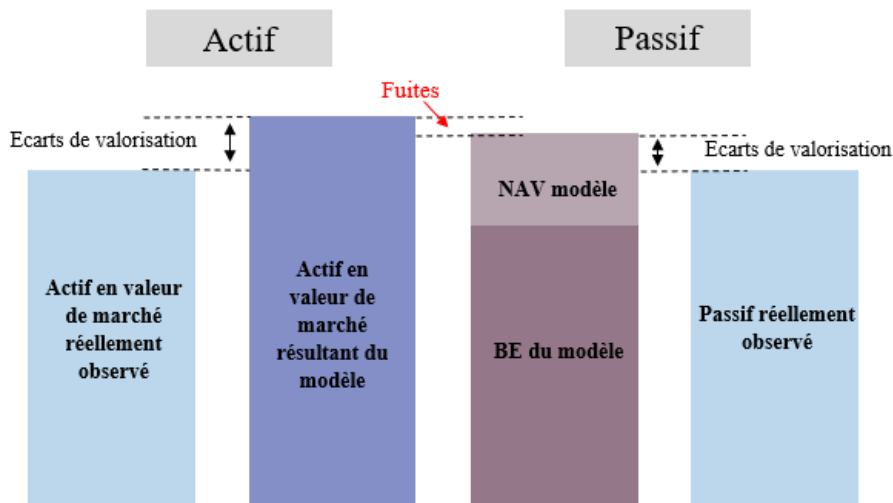 Actif
Passif
Fuites
Ecarts de valorisation
Ecarts de valorisation
NAV modèle
Actif en valeur
de marché
réellement
observé
Actif en
valeur de
marché
résultant du
modèle
BE du modèle
Passif réellement
observé